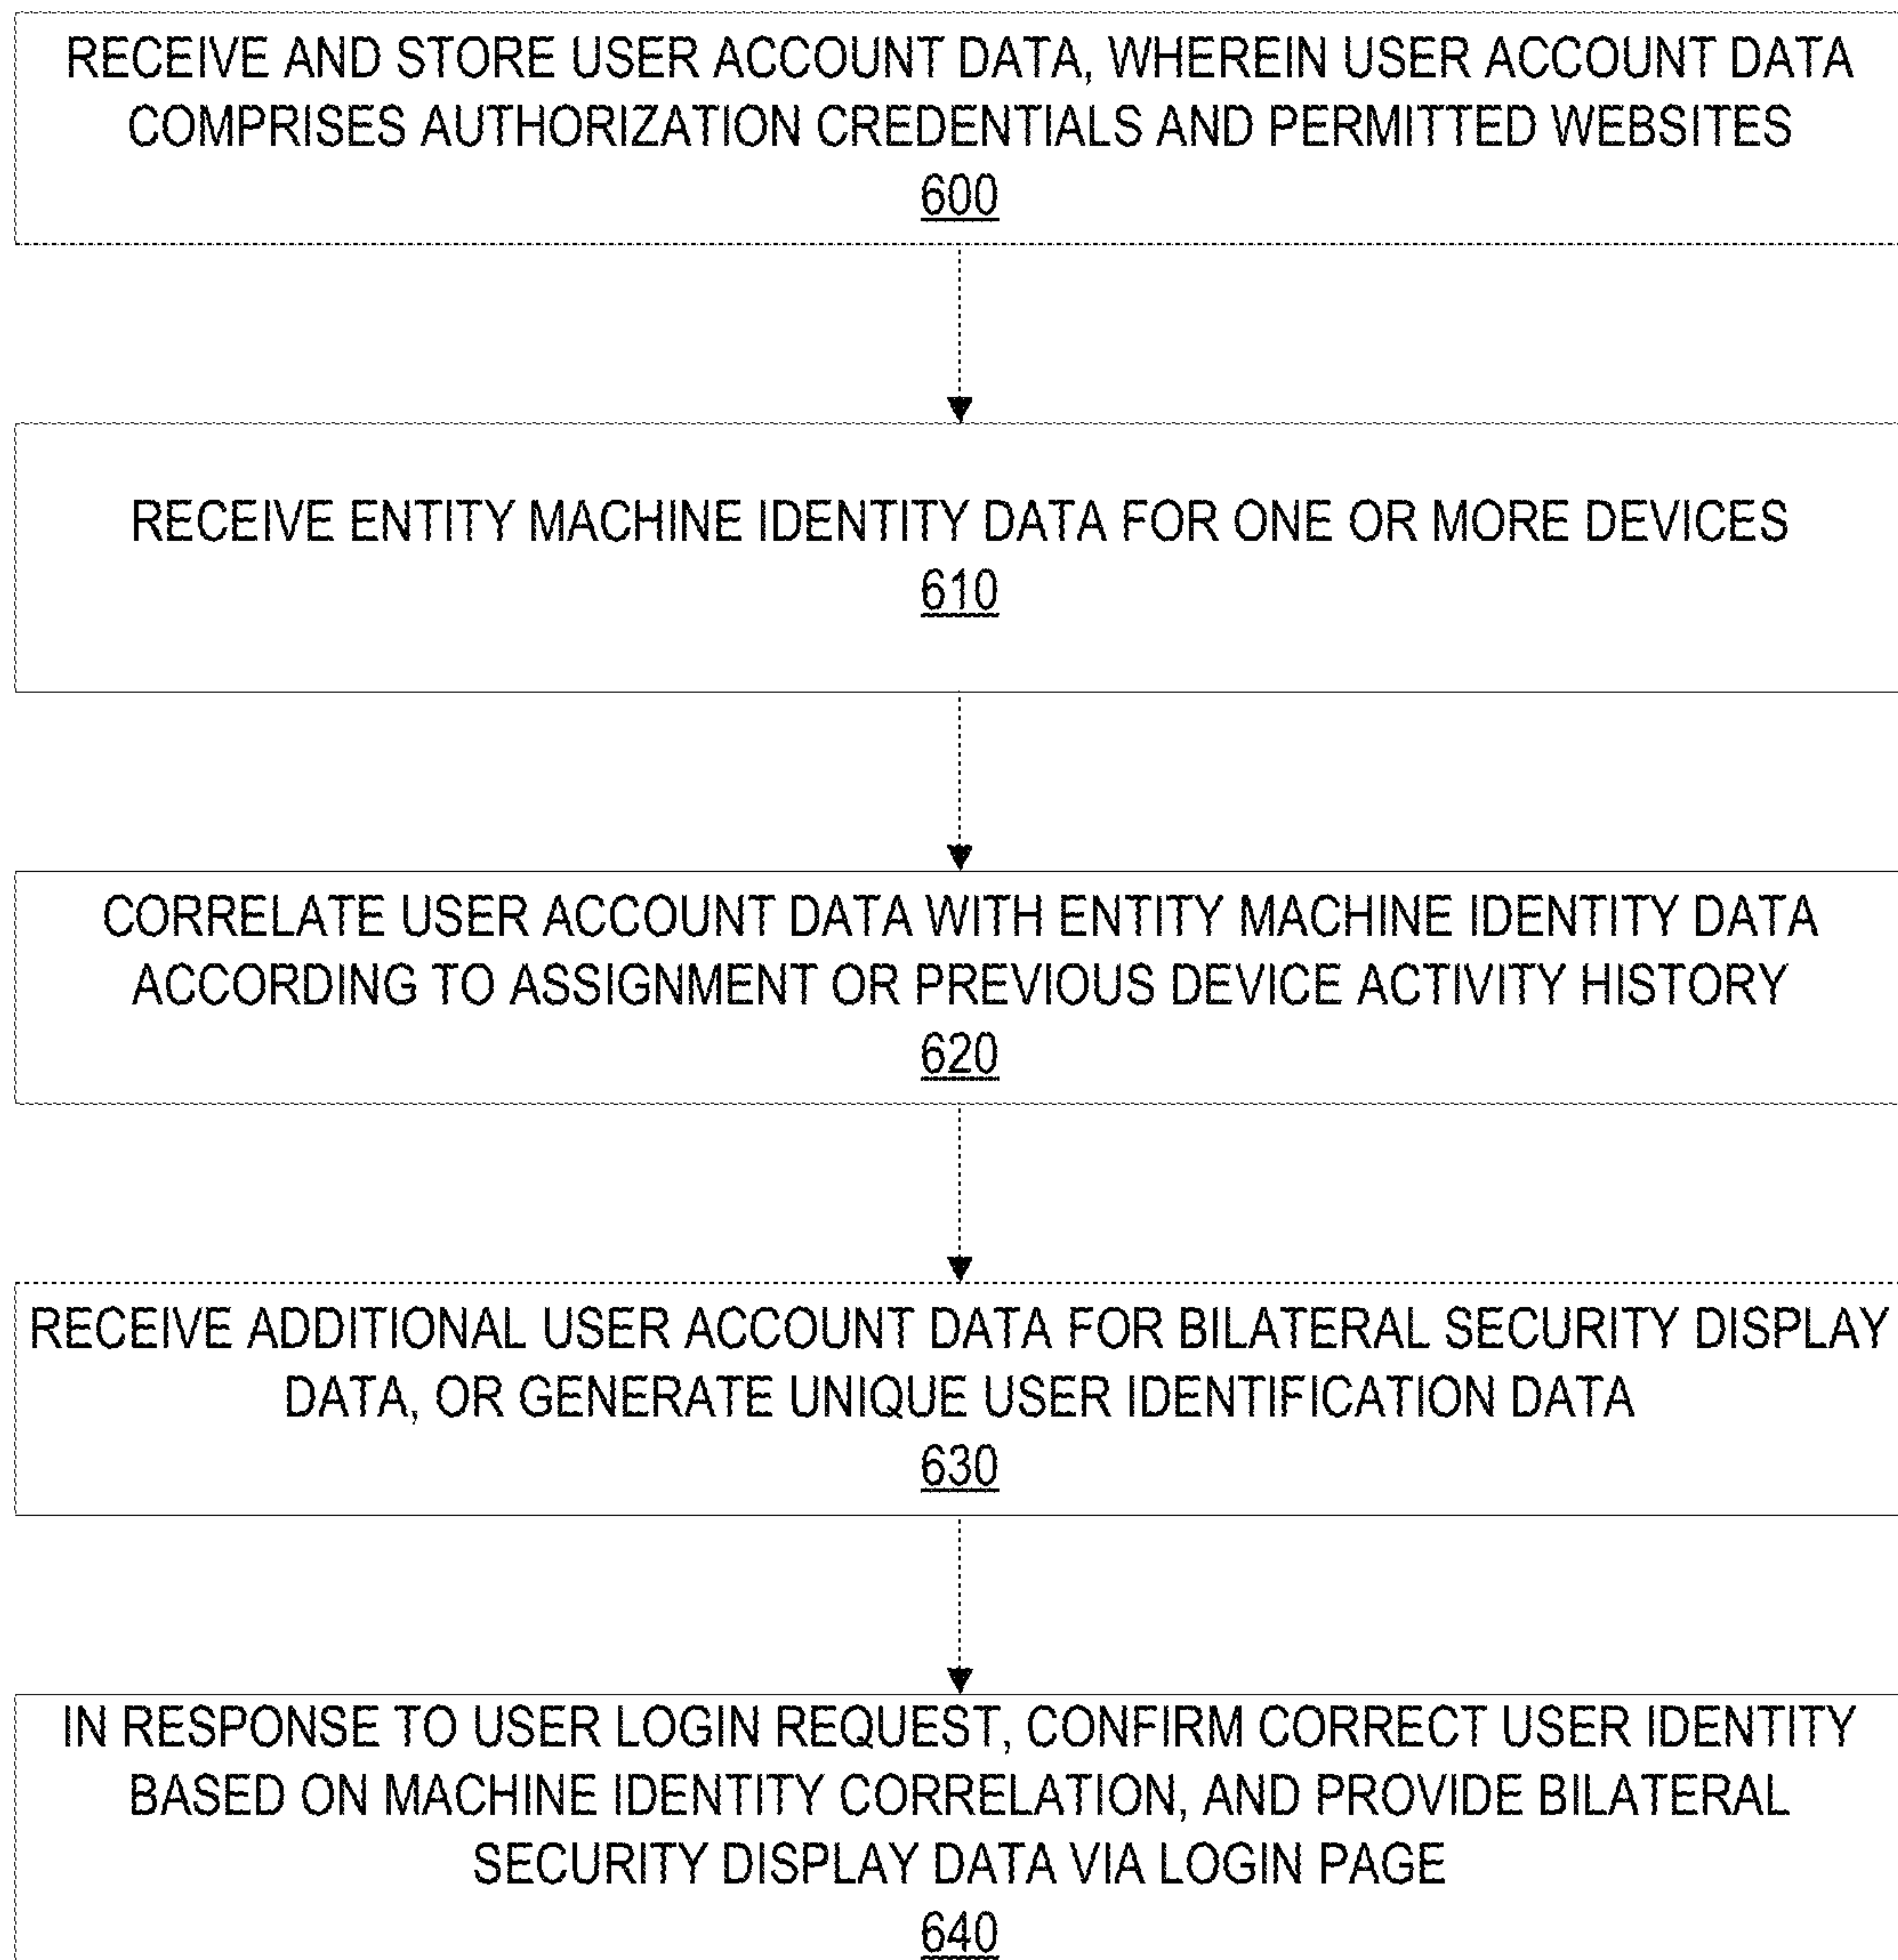 RECEIVE AND STORE USER ACCOUNT DATA, WHEREIN USER ACCOUNT DATA
COMPRISES AUTHORIZATION CREDENTIALS AND PERMITTED WEBSITES
600
RECEIVE ENTITY MACHINE IDENTITY DATA FOR ONE OR MORE DEVICES
610
CORRELATE USER ACCOUNT DATA WITH ENTITY MACHINE IDENTITY DATA
ACCORDING TO ASSIGNMENT OR PREVIOUS DEVICE ACTIVITY HISTORY
620
RECEIVE ADDITIONAL USER ACCOUNT DATA FOR BILATERAL SECURITY DISPLAY
DATA, OR GENERATE UNIQUE USER IDENTIFICATION DATA
630
IN RESPONSE TO USER LOGIN REQUEST, CONFIRM CORRECT USER IDENTITY
BASED ON MACHINE IDENTITY CORRELATION, AND PROVIDE BILATERAL
SECURITY DISPLAY DATA VIA LOGIN PAGE
640